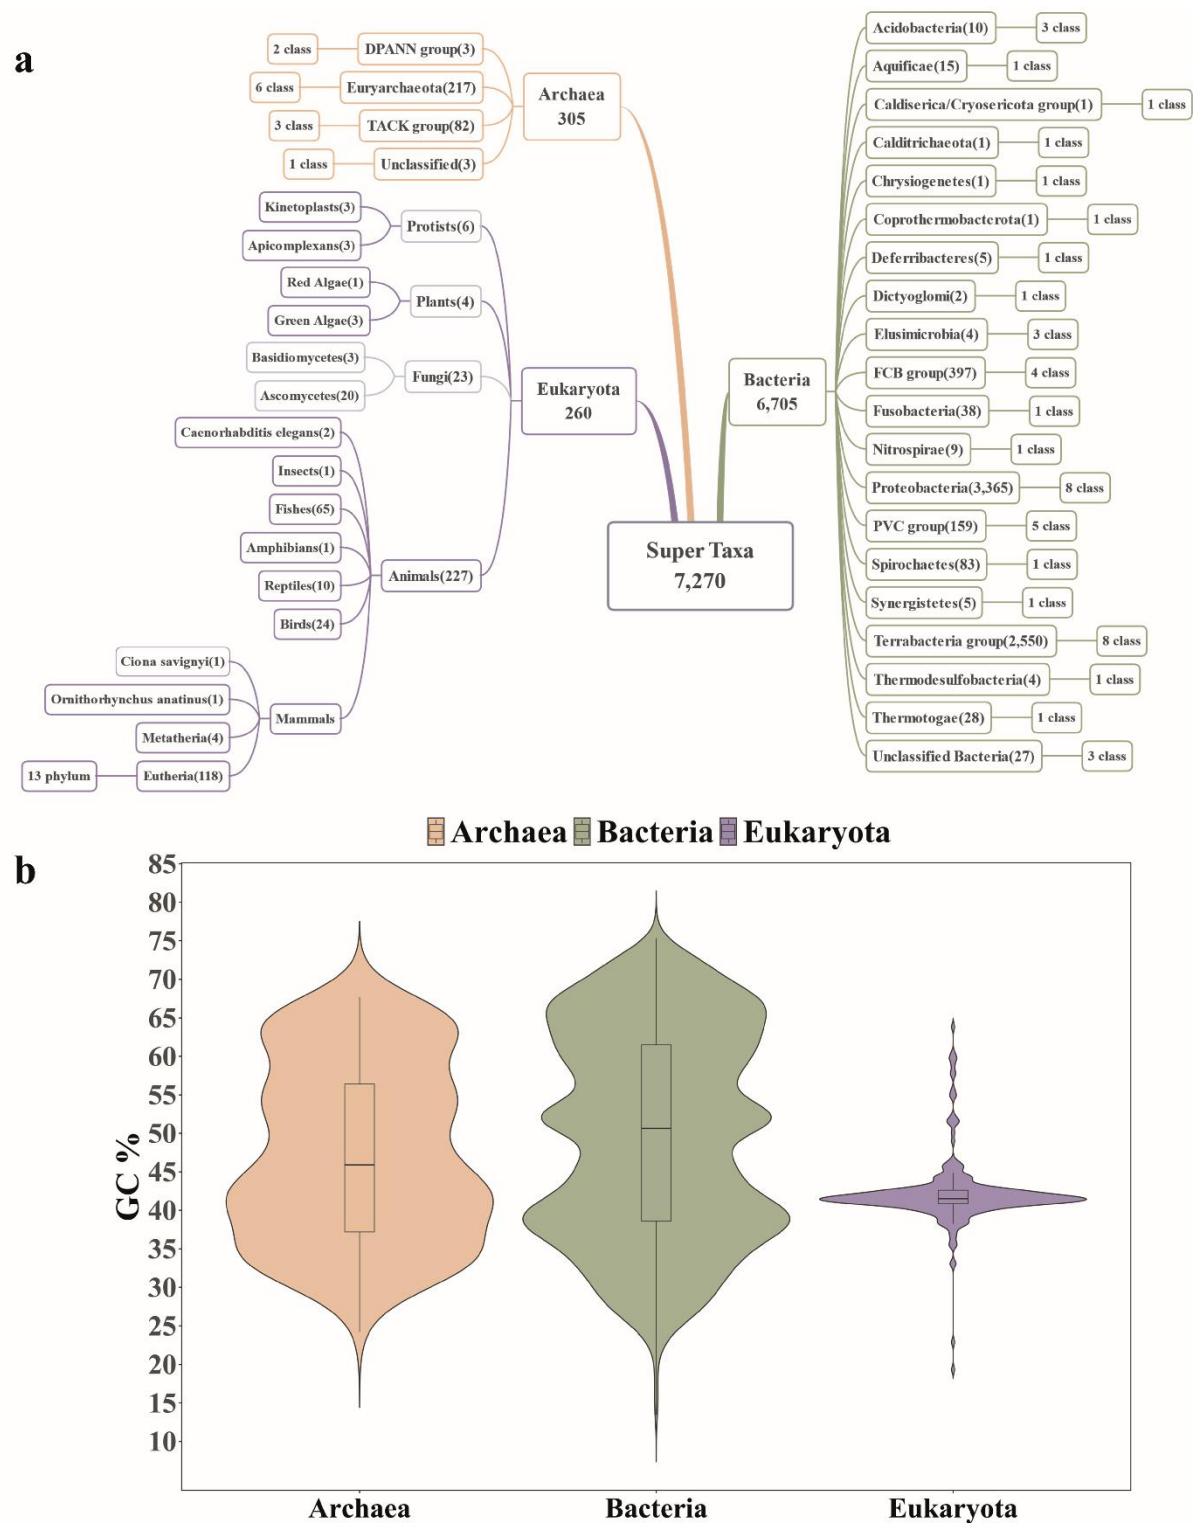 a
2 class
DPANN group(3)
6 class
Euryarchaeota(217)
3 class
TACK group(82)
1 class
Unclassified(3)
Archaea
305
Kinetoplasts(3)
Apicomplexans(3)
Protists(6)
Red Algae(1)
Green Algae(3)
Plants(4)
Basidiomycetes(3)
Ascomycetes(20)
Fungi(23)
Eukaryota
260
Caenorhabditis elegans(2)
Insects(1)
Fishes(65)
Amphibians(1)
Reptiles(10)
Birds(24)
Animals(227)
Ciona savignyi(1)
Ornithorhynchus anatinus(1)
Metatheria(4)
13 phylum
Eutheria(118)
Mammals
Super Taxa
7,270
Bacteria
6,705
Acidobacteria(10)
3 class
Aquificae(15)
1 class
Caldiserica/Cryosericota group(1)
1 class
Calditrichaeota(1)
1 class
Chrysiogenetes(1)
1 class
Coprothermobacterota(1)
1 class
Deferribacteres(5)
1 class
Dictyoglomi(2)
1 class
Elusimicrobia(4)
3 class
FCB group(397)
4 class
Fusobacteria(38)
1 class
Nitrospirae(9)
1 class
Proteobacteria(3,365)
8 class
PVC group(159)
5 class
Spirochaetes(83)
1 class
Synergistetes(5)
1 class
Terrabacteria group(2,550)
8 class
Thermodesulfobacteria(4)
1 class
Thermotogae(28)
1 class
Unclassified Bacteria(27)
3 class
Archaea Bacteria Eukaryota
b
85
80
75
70
65
60
55
50
45
40
35
30
25
20
15
10
GC %
Archaea
Bacteria
Eukaryota